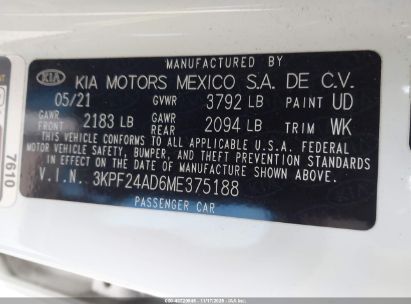 KIA KIA MOTORS MEXICO S.A. DE C.V.
05/21 GVWR 3792 LB PAINT UD
GAWR FRONT 2183 LB GAWR REAR 2094 LB TRIM WK
THIS VEHICLE CONFORMS TO ALL APPLICABLE U.S.A. FEDERAL
MOTOR VEHICLE SAFETY, BUMPER, AND THEFT PREVENTION STANDARDS
IN EFFECT ON THE DATE OF MANUFACTURE SHOWN ABOVE.
V.I.N. 3KPF24AD6ME375188
PASSENGER CAR
7610